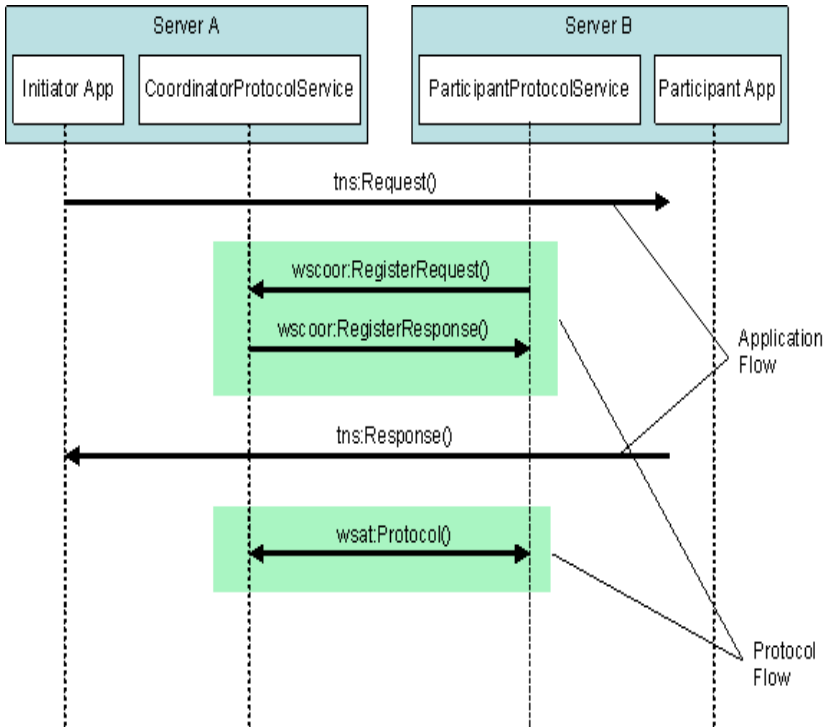 Server A
Server B
Initiator App
CoordinatorProtocolService
ParticipantProtocolService
Participant App
tns:Request()
wscoor:RegisterRequest()
wscoor:RegisterResponse()
Application
Flow
tns:Response()
wsat:Protocol()
Protocol
Flow